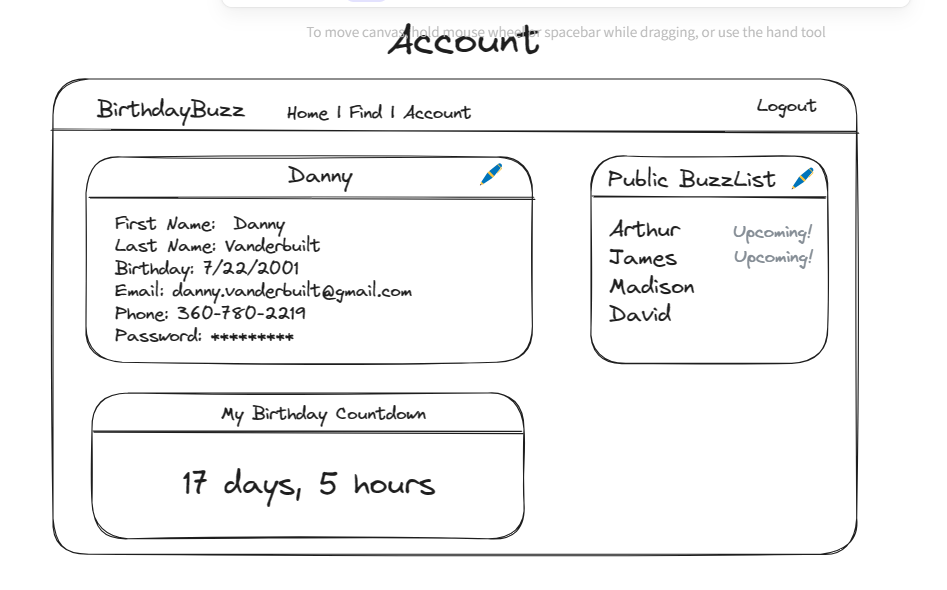 To move canvas, hold mouse wheel or spacebar while dragging, or use the hand tool
Account
BirthdayBuzz
Home | Find | Account
Logout
Danny
First Name: Danny
Last Name: Vanderbuilt
Birthday: 7/22/2001
Email: danny.vanderbuilt@gmail.com
Phone: 360-780-2219
Password: *********
Public BuzzList
Arthur Upcoming!
James Upcoming!
Madison
David
My Birthday Countdown
17 days, 5 hours